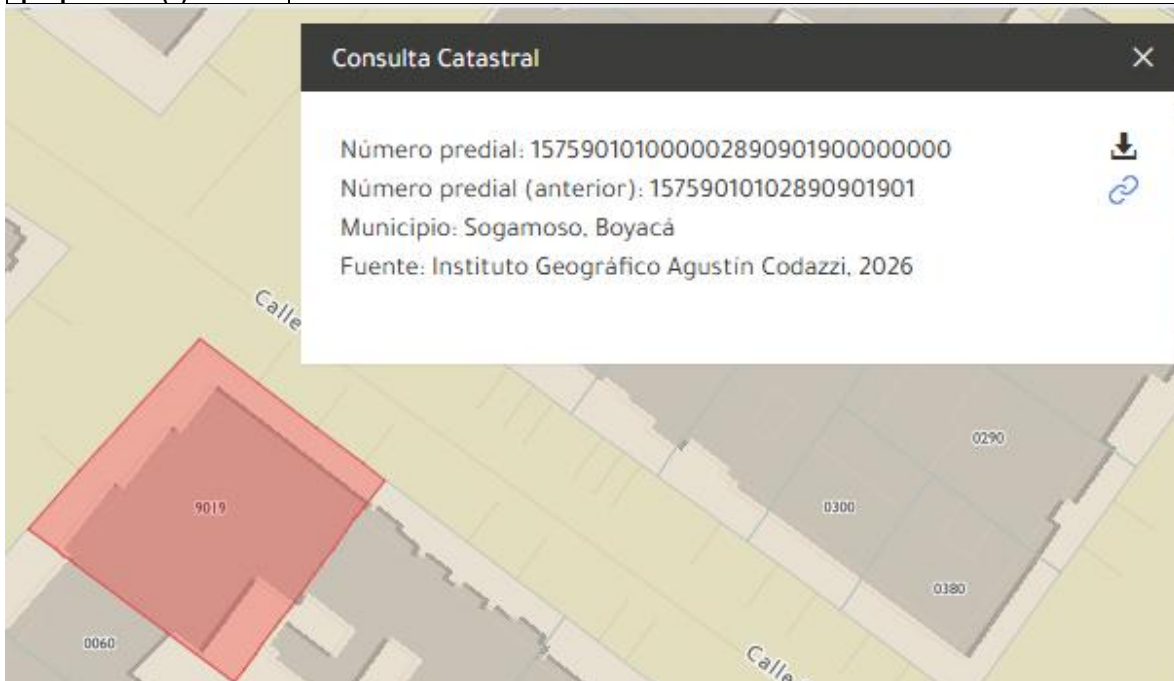 Consulta Catastral
Número predial: 157590101000002890901900000000
Número predial (anterior): 15759010102890901901
Municipio: Sogamoso, Boyacá
Fuente: Instituto Geográfico Agustín Codazzi, 2026
Calle
9019
0290
0300
0380
0060
Calle